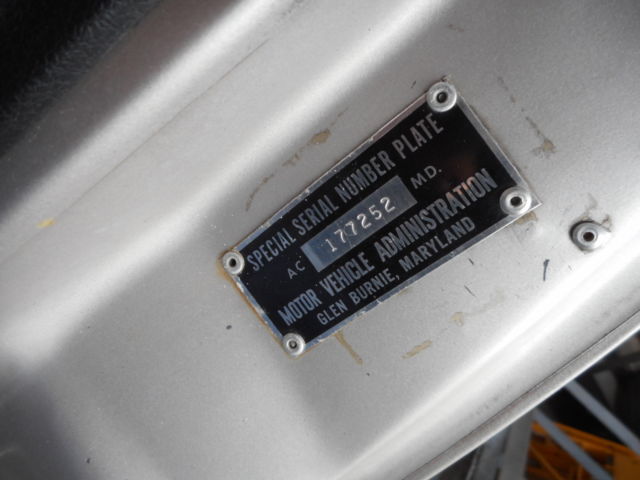 SPECIAL SERIAL NUMBER PLATE
AC 177252 MD.
MOTOR VEHICLE ADMINISTRATION
GLEN BURNIE, MARYLAND